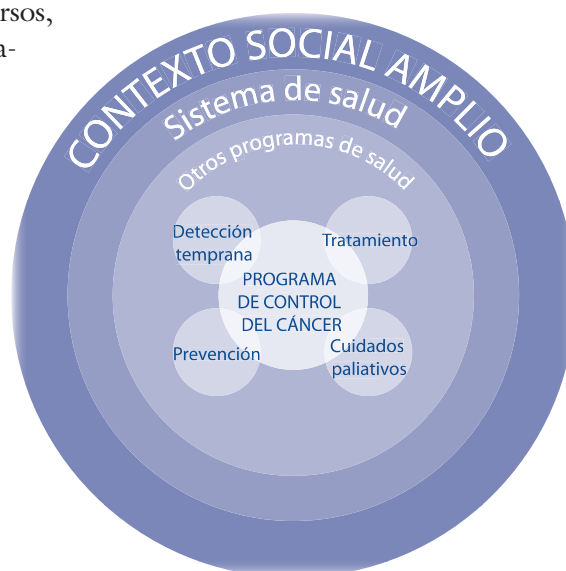 rsos,
a-
CONTEXTO SOCIAL AMPLIO
Sistema de salud
Otros programas de salud
Detección
temprana
Tratamiento
PROGRAMA
DE CONTROL
DEL CÁNCER
Prevención
Cuidados
paliativos